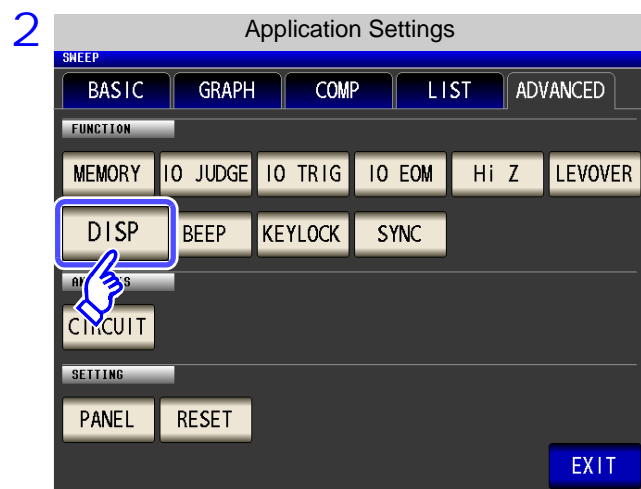 2
Application Settings
SWEEP
BASIC GRAPH COMP LIST ADVANCED
FUNCTION
MEMORY IO JUDGE IO TRIG IO EOM Hi Z LEVOVER
DISP BEEP KEYLOCK SYNC
CIRCUIT
SETTING
PANEL RESET
EXIT